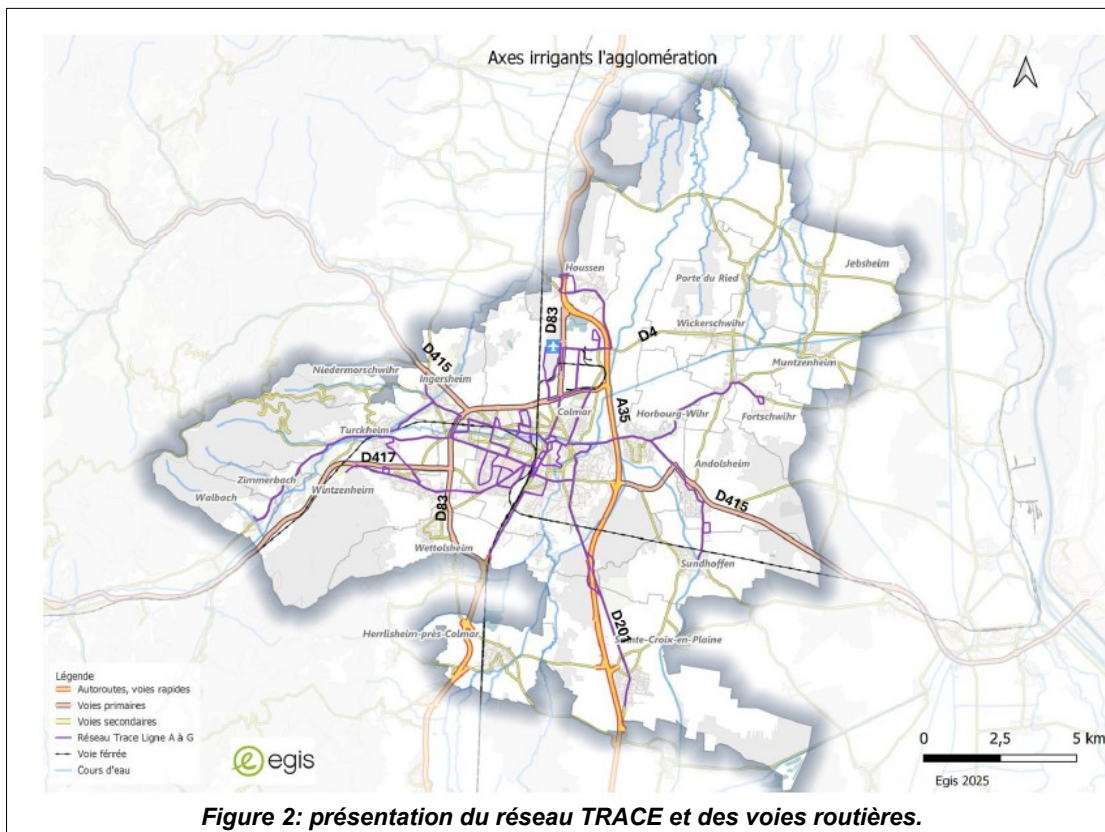 Axes irrigants l'agglomération
Houssen
Jebsheim
Porte du Ried
D83
Wickerschwihr
D4
D415
Niedermorschwihr
Ingersheim
Muntzenheim
Colmar
A35
Horbourg-Wihr
Fortschwihr
Turckheim
D417
Andolsheim
Zimmerbach
Wintzenheim
Walbach
D83
D415
Wettolsheim
Sundhoffen
D201
Sainte-Croix-en-Plaine
Herrlisheim-près-Colmar
Légende
Autoroutes, voies rapides
Voies primaires
Voies secondaires
Réseau Trace Ligne A à G
Voie férrée
Cours d'eau
egis
0 2,5 5 km
Egis 2025
Figure 2: présentation du réseau TRACE et des voies routières.